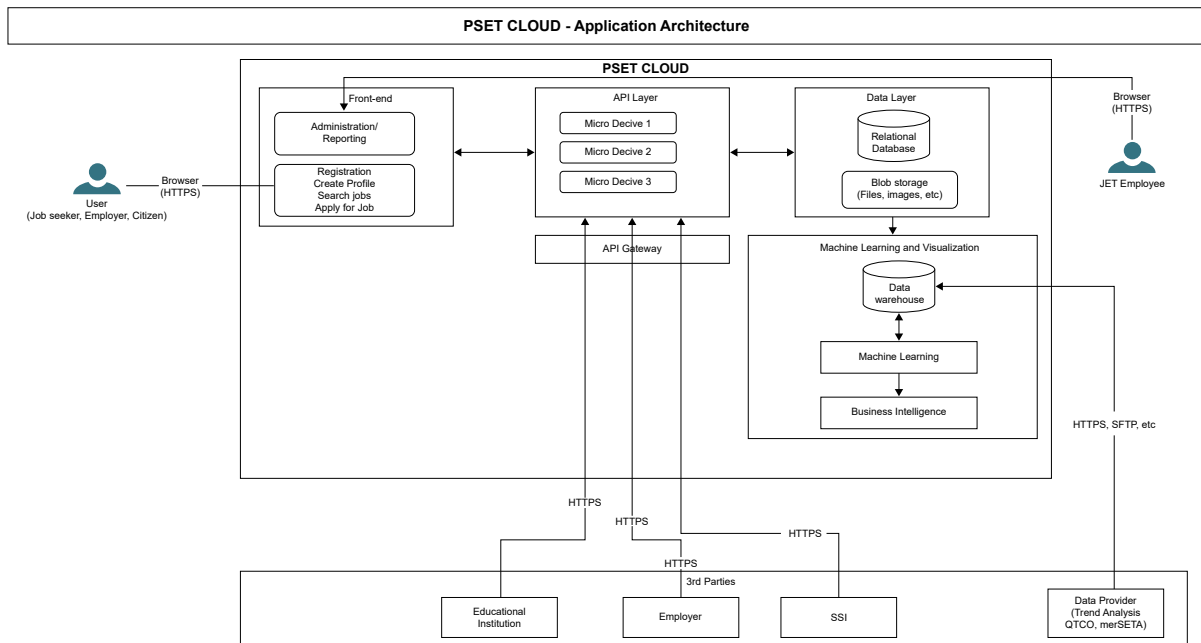 PSET CLOUD - Application Architecture
PSET CLOUD
Front-end
Administration/
Reporting
Registration
Create Profile
Search jobs
Apply for Job
API Layer
Micro Decive 1
Micro Decive 2
Micro Decive 3
API Gateway
Data Layer
Relational
Database
Blob storage
(Files, images, etc)
Machine Learning and Visualization
Data
warehouse
Machine Learning
Business Intelligence
Browser
(HTTPS)
User
(Job seeker, Employer, Citizen)
Browser
(HTTPS)
JET Employee
HTTPS, SFTP, etc
HTTPS
HTTPS
HTTPS
HTTPS
3rd Parties
Educational
Institution
Employer
SSI
Data Provider
(Trend Analysis
QTCO, merSETA)